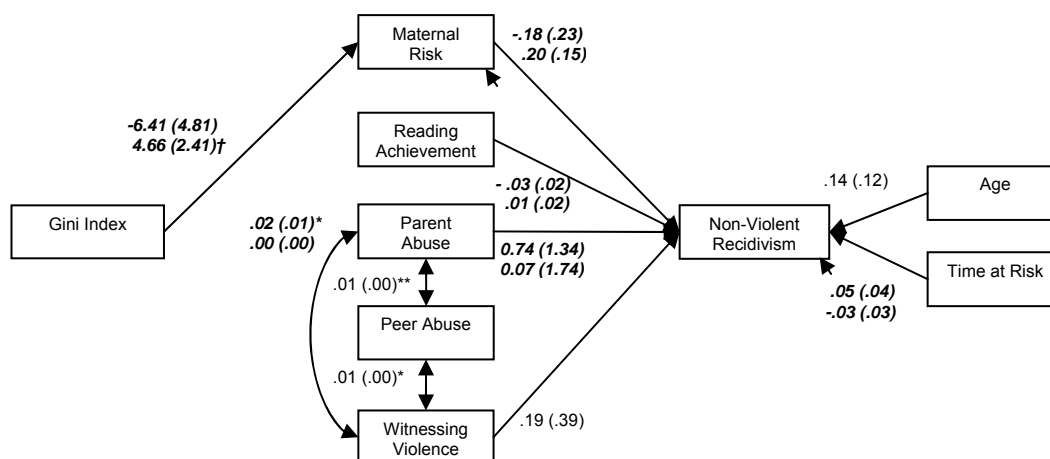 Maternal
Risk
-.18 (.23)
.20 (.15)
-6.41 (4.81)
4.66 (2.41)†
Reading
Achievement
- .03 (.02)
.01 (.02)
.14 (.12)
Age
Gini Index
.02 (.01)*
.00 (.00)
Parent
Abuse
0.74 (1.34)
0.07 (1.74)
Non-Violent
Recidivism
Time at Risk
.05 (.04)
-.03 (.03)
.01 (.00)**
Peer Abuse
.01 (.00)*
Witnessing
Violence
.19 (.39)